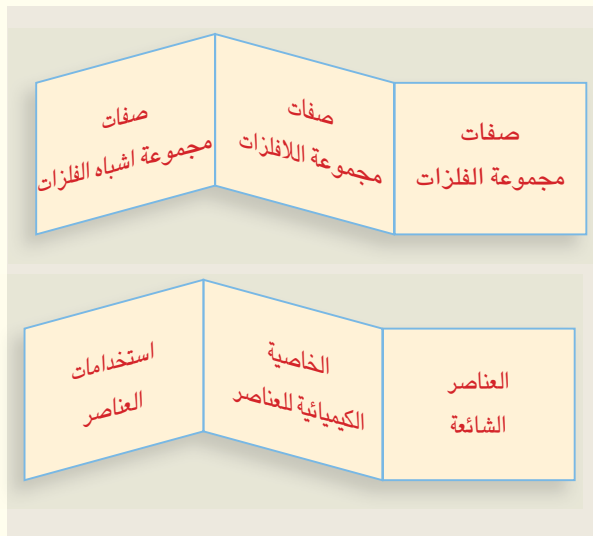 صفات
مجموعة الفلزات
صفات
مجموعة اللافلزات
صفات
مجموعة اشباه الفلزات
العناصر
الشائعة
الخاصية
الكيميائية للعناصر
استخدامات
العناصر